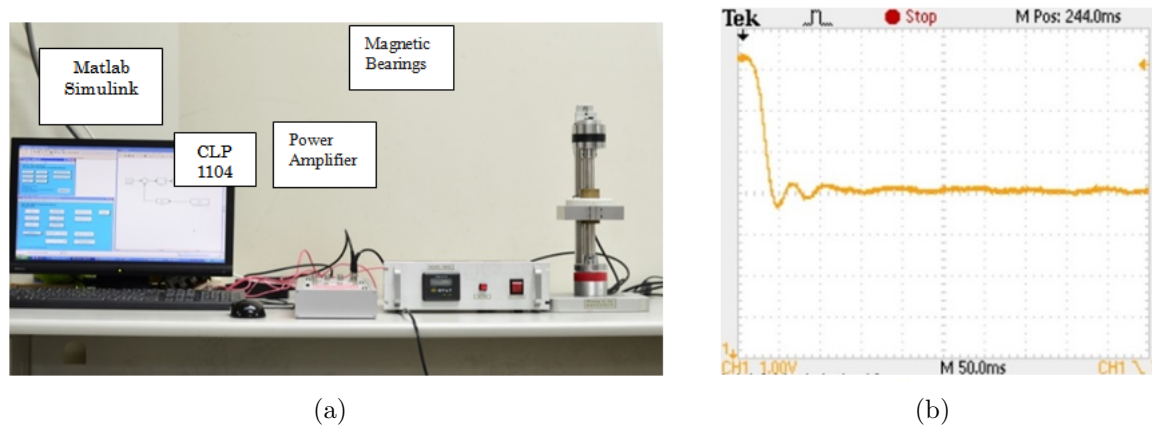 Matlab
Simulink
CLP
1104
Power
Amplifier
Magnetic
Bearings
(a)
Tek
Stop
M Pos: 244.0ms
1
CH1 1.00V
M 50.0ms
CH1
(b)